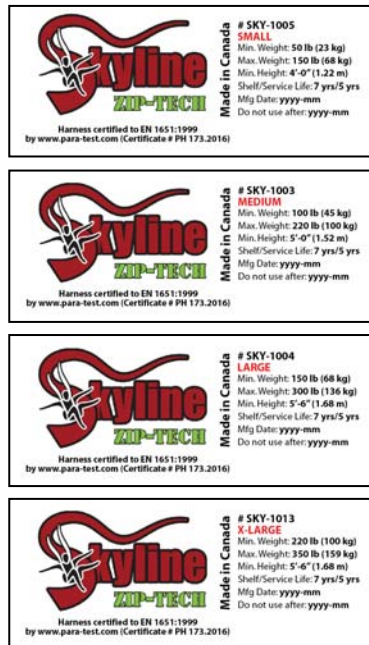 Skyline
ZIP-TECH
Harness certified to EN 1651:1999
by www.para-test.com (Certificate # PH 173.2016)
Made in Canada
# SKY-1005
SMALL
Min. Weight: 50 lb (23 kg)
Max. Weight: 150 lb (68 kg)
Min. Height: 4'-0" (1.22 m)
Shelf/Service Life: 7 yrs/5 yrs
Mfg Date: yyyy-mm
Do not use after: yyyy-mm
Skyline
ZIP-TECH
Harness certified to EN 1651:1999
by www.para-test.com (Certificate # PH 173.2016)
Made in Canada
# SKY-1003
MEDIUM
Min. Weight: 100 lb (45 kg)
Max. Weight: 220 lb (100 kg)
Min. Height: 5'-0" (1.52 m)
Shelf/Service Life: 7 yrs/5 yrs
Mfg Date: yyyy-mm
Do not use after: yyyy-mm
Skyline
ZIP-TECH
Harness certified to EN 1651:1999
by www.para-test.com (Certificate # PH 173.2016)
Made in Canada
# SKY-1004
LARGE
Min. Weight: 150 lb (68 kg)
Max. Weight: 300 lb (136 kg)
Min. Height: 5'-6" (1.68 m)
Shelf/Service Life: 7 yrs/5 yrs
Mfg Date: yyyy-mm
Do not use after: yyyy-mm
Skyline
ZIP-TECH
Harness certified to EN 1651:1999
by www.para-test.com (Certificate # PH 173.2016)
Made in Canada
# SKY-1013
X-LARGE
Min. Weight: 220 lb (100 kg)
Max. Weight: 350 lb (159 kg)
Min. Height: 5'-6" (1.68 m)
Shelf/Service Life: 7 yrs/5 yrs
Mfg Date: yyyy-mm
Do not use after: yyyy-mm